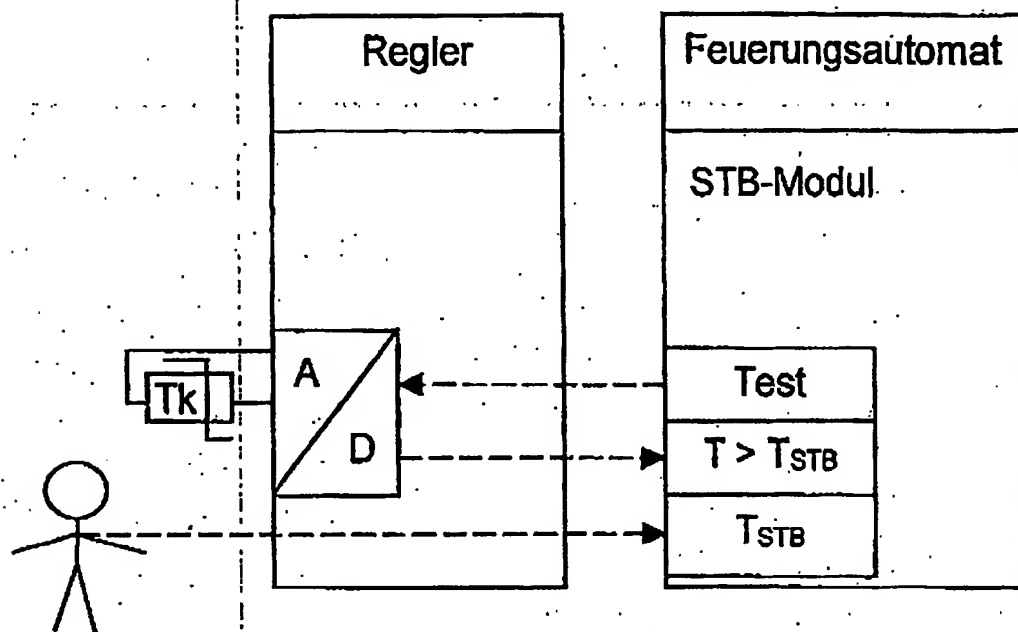 Regler
Feuerungsautomat
STB-Modul
A
Tk
D
Test
T > TSTB
TSTB